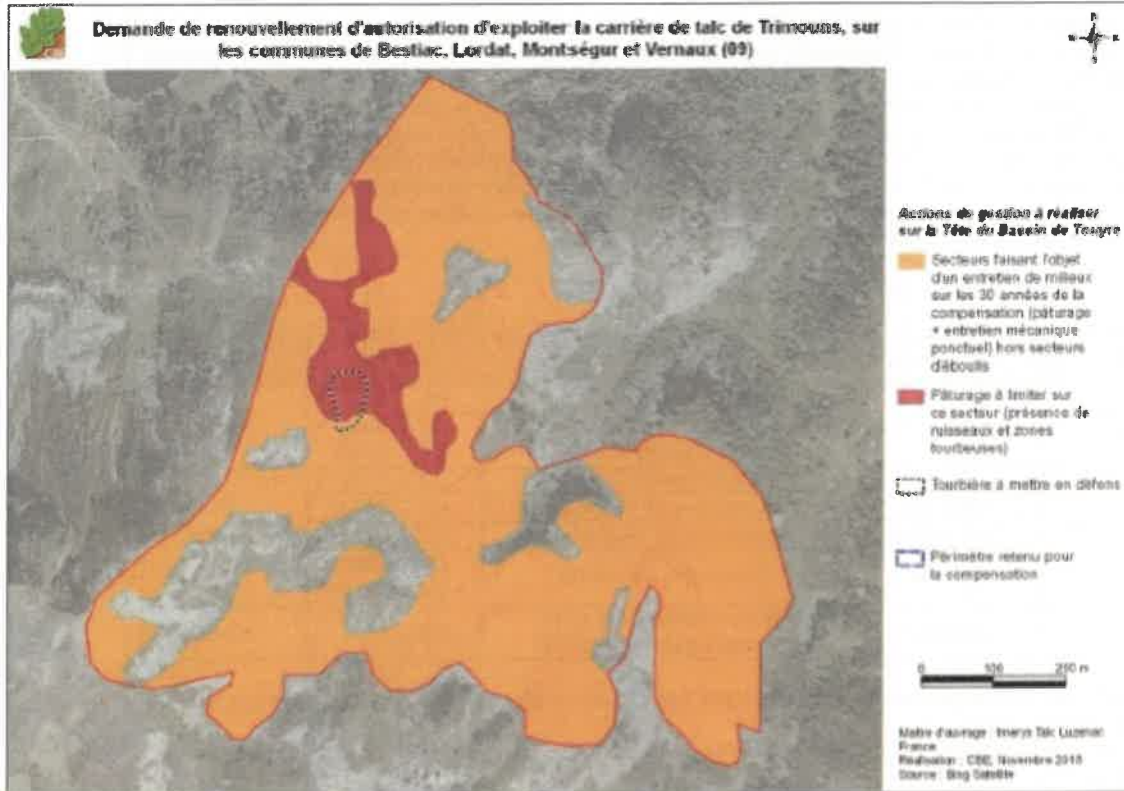 Demande de renouvellement d'autorisation d'exploiter la carrière de talc de Trimouns, sur
les communes de Bestiac, Lordat, Montségur et Vernaux (09)
N
W E
S
Actions de gestion à réaliser
sur la Tête du Bassin de Touyre
Secteurs faisant l'objet
d'un entretien de milieux
sur les 30 années de la
compensation (pâturage
+ entretien mécanique
ponctuel) hors secteurs
d'éboulis
Pâturage à limiter sur
ce secteur (présence de
ruisseaux et zones
tourbeuses)
Tourbière à mettre en défens
Périmètre retenu pour
la compensation
0 100 250 m
Maître d'ouvrage : Imerys Talc Luzenac
France
Réalisation : CBE, Novembre 2018
Source : Bing Satellite